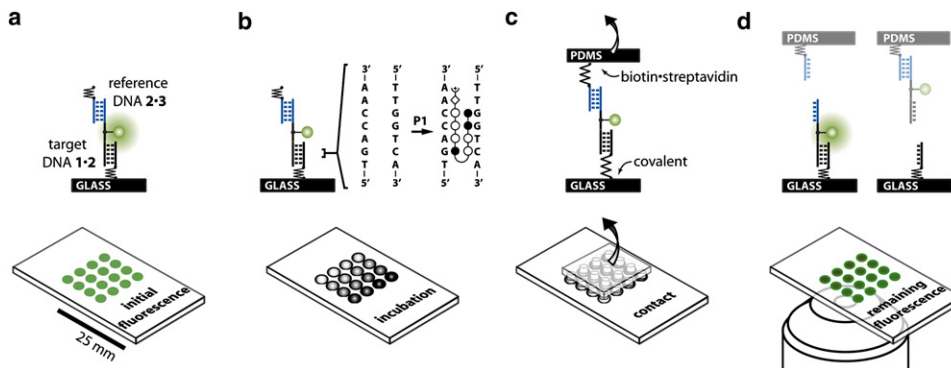 a
reference
DNA 2•3
target
DNA 1•2
GLASS
initial
fluorescence
25 mm
b
GLASS
3′
A
A
C
C
A
G
T
5′
5′
T
T
G
G
T
C
A
3′
P1
3′
A
A
C
C
A
G
T
5′
5′
T
T
G
G
T
C
A
3′
incubation
c
PDMS
biotin•streptavidin
covalent
GLASS
contact
d
PDMS
PDMS
GLASS
remaining
fluorescence